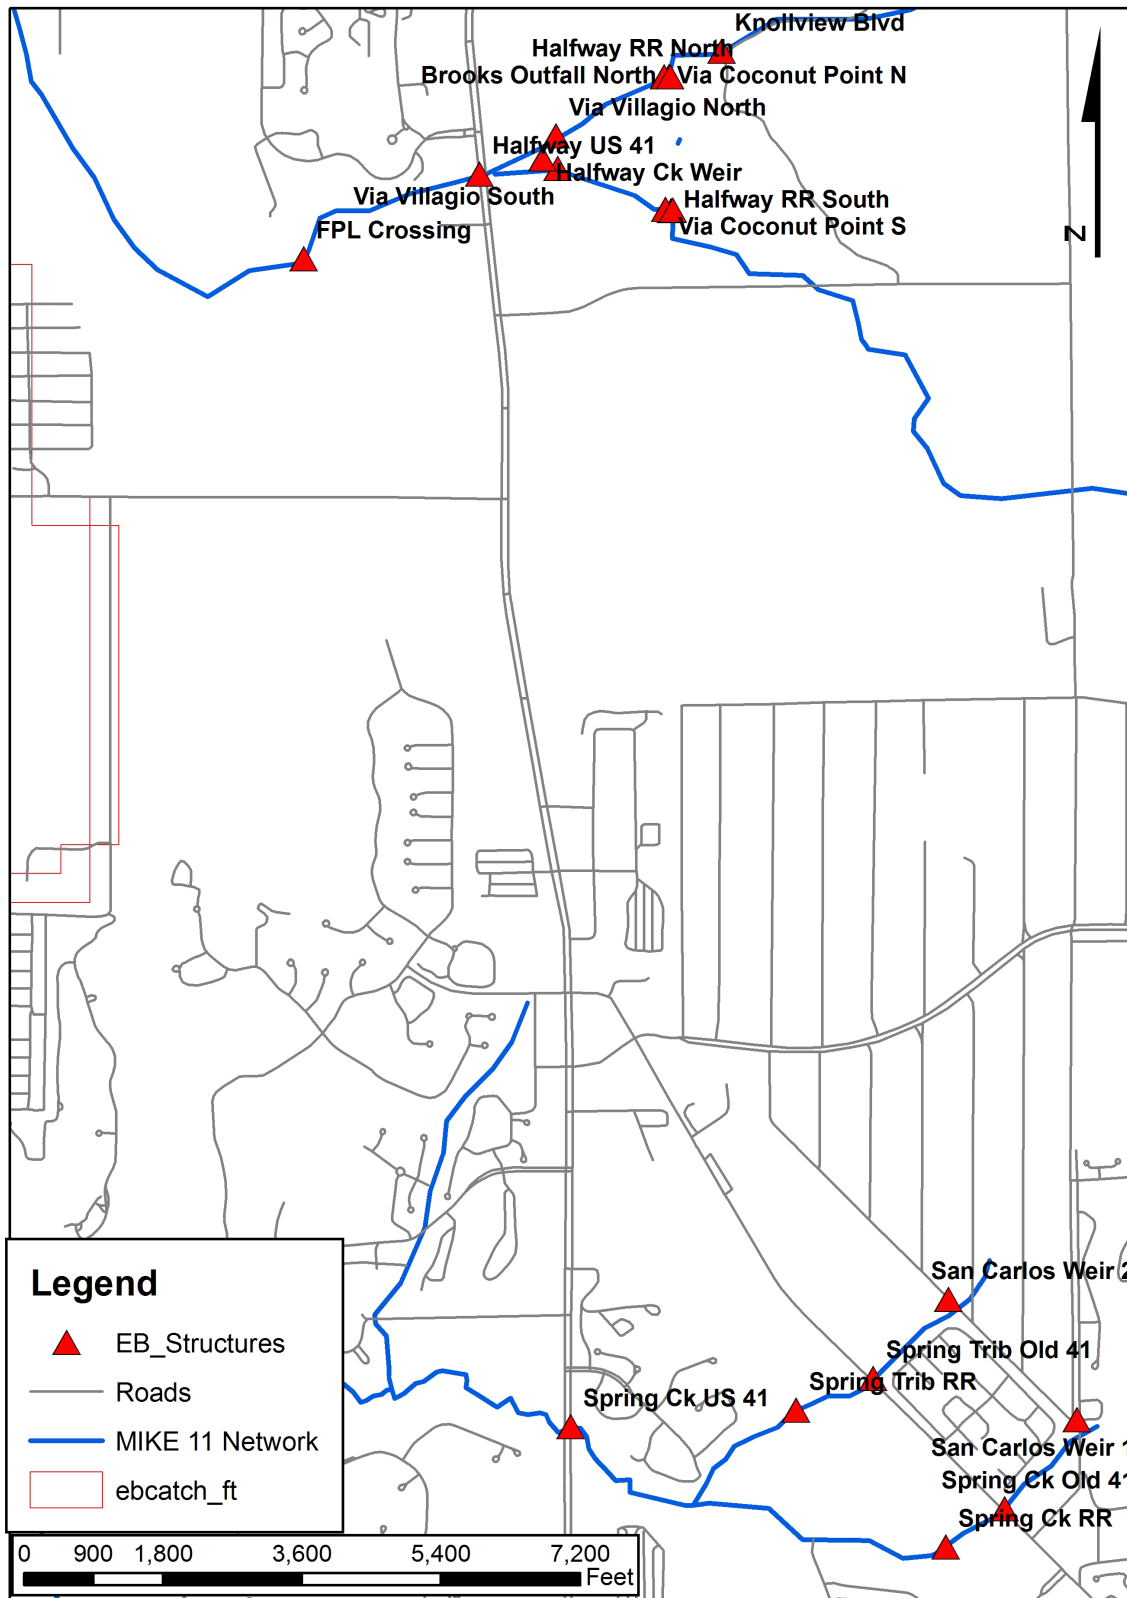 Knollview Blvd
Halfway RR North
Brooks Outfall North
Via Coconut Point N
Via Villagio North
Halfway US 41
Halfway Ck Weir
Via Villagio South
Halfway RR South
Via Coconut Point S
FPL Crossing
N
San Carlos Weir 2
Spring Trib Old 41
Spring Trib RR
Spring Ck US 41
San Carlos Weir 1
Spring Ck Old 41
Spring Ck RR
Legend
EB_Structures
Roads
MIKE 11 Network
ebcatch_ft
0 900 1,800 3,600 5,400 7,200
Feet